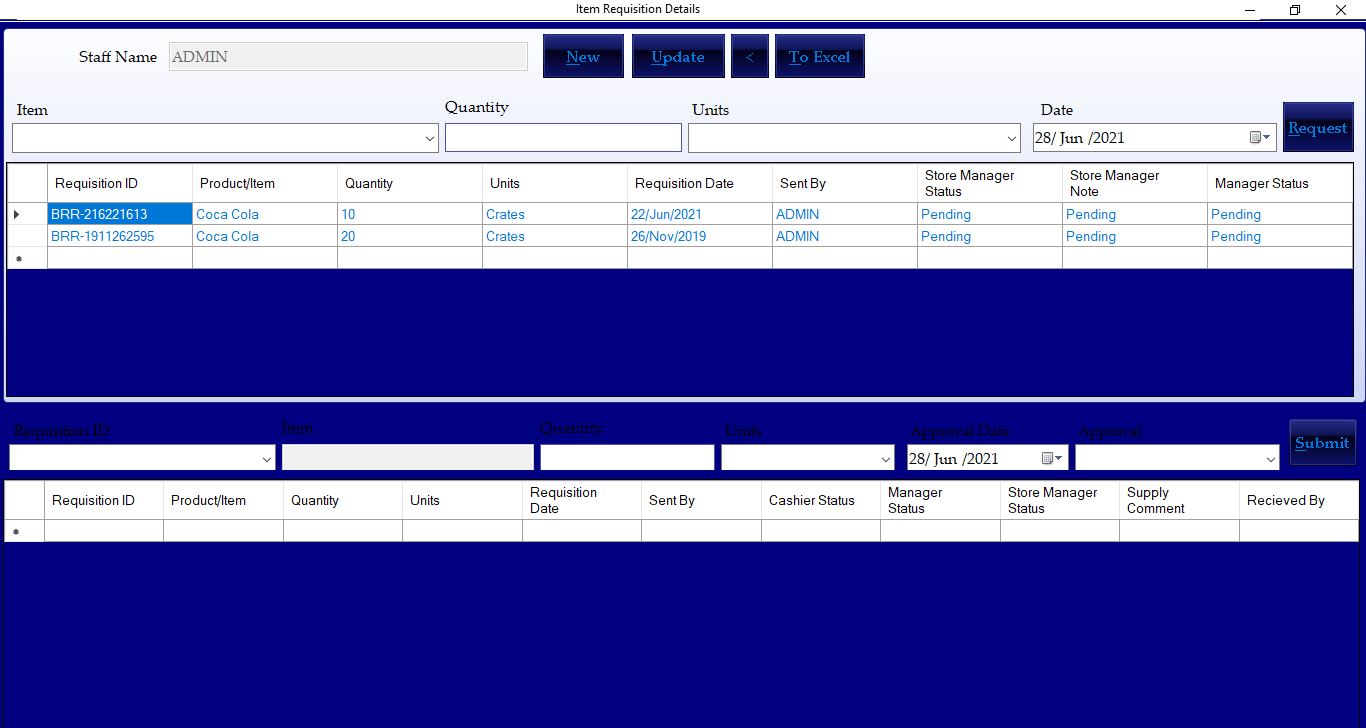 Item Requisition Details
Staff Name ADMIN New Update < To Excel
Item Quantity Units Date
28/ Jun /2021 Request
Requisition ID Product/Item Quantity Units Requisition Date Sent By Store Manager Status Store Manager Note Manager Status
BRR-216221613 Coca Cola 10 Crates 22/Jun/2021 ADMIN Pending Pending Pending
BRR-1911262595 Coca Cola 20 Crates 26/Nov/2019 ADMIN Pending Pending Pending
Requisition ID Item Quantity Units Approval Date Approval
28/ Jun /2021 Submit
Requisition ID Product/Item Quantity Units Requisition Date Sent By Cashier Status Manager Status Store Manager Status Supply Comment Recieved By